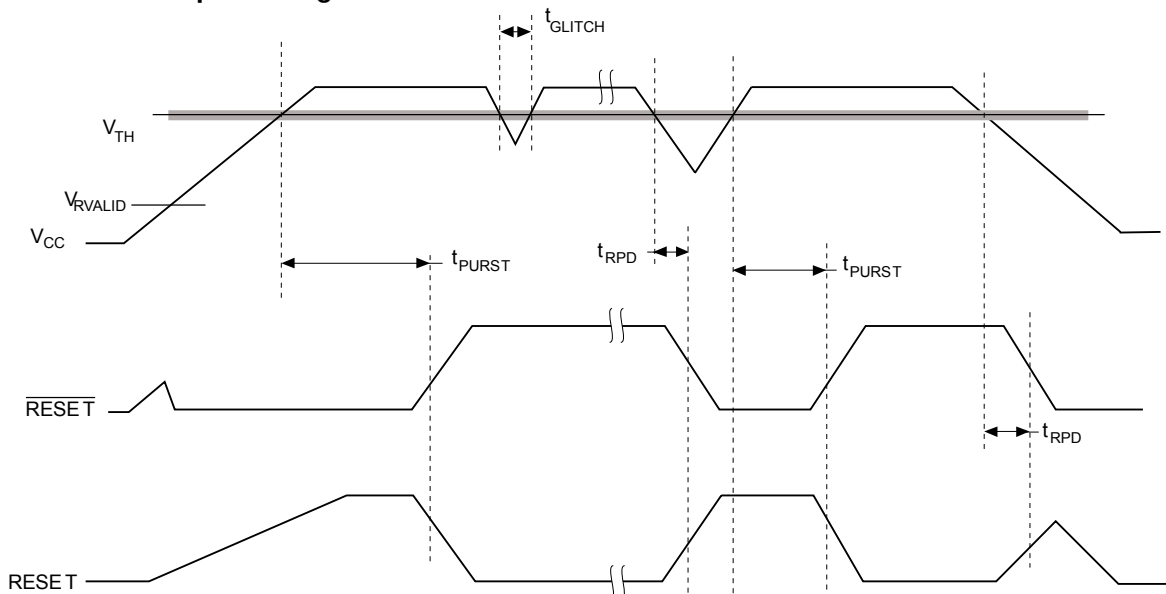 tGLITCH
VTH
VRVALID
VCC
tPURST
tRPD
tPURST
RESET
tRPD
RESET